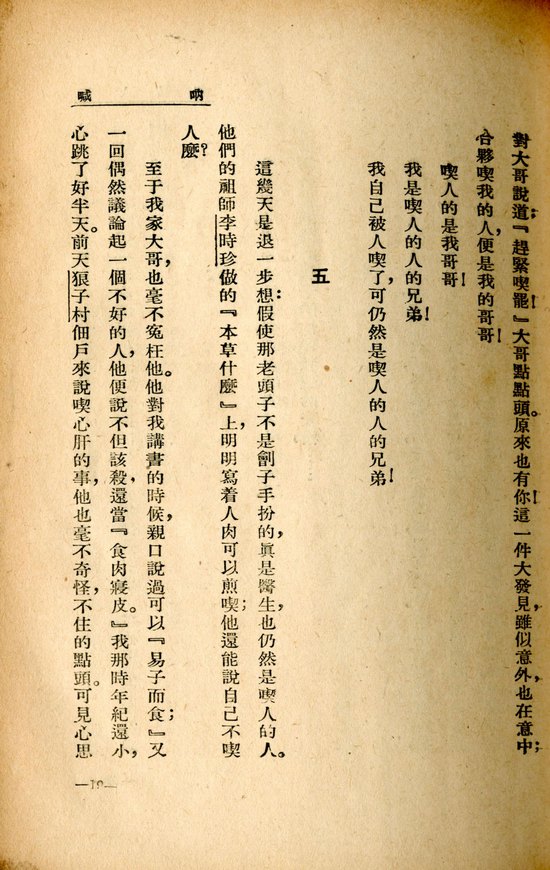 對大哥說道：『趕緊喫罷！』大哥點點頭。原來也有你！這一件大發見，雖似意外，也在意中；
合夥喫我的人，便是我的哥哥！
喫人的是我哥哥！
我是喫人的人的兄弟！
我自己被人喫了，可仍然是喫人的人的兄弟！
五
這幾天是退一步想：假使那老頭子不是劊子手扮的，眞是醫生，也仍然是喫人的人。
他們的祖師李時珍做的『本草什麼』上，明明寫着人肉可以煎喫；他還能說自己不喫
人麼？
至于我家大哥，也毫不冤枉他。他對我講書的時候，親口說過可以『易子而食』；又
一回偶然議論起一個不好的人，他便說不但該殺，還當『食肉寢皮。』我那時年紀還小，
心跳了好半天。前天狼子村佃戶來說喫心肝的事，他也毫不奇怪，不住的點頭。可見心思
吶喊